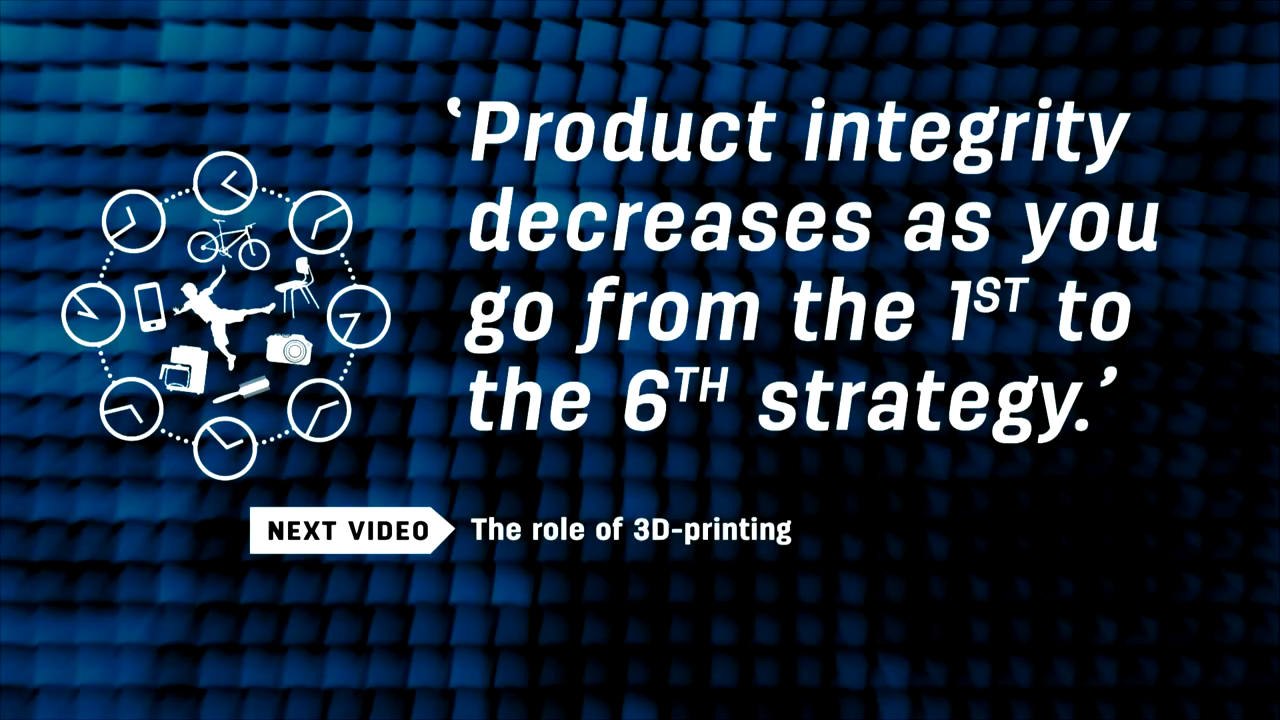 ‘Product integrity
decreases as you
go from the 1ST to
the 6TH strategy.’
NEXT VIDEO The role of 3D-printing